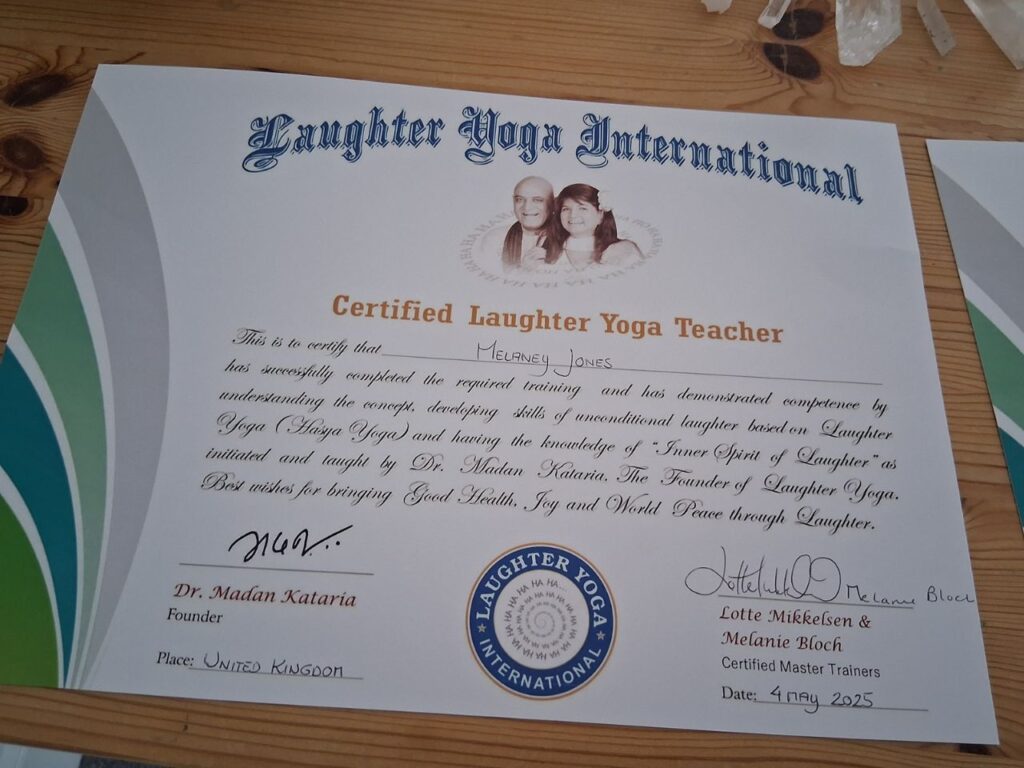 Laughter Yoga International
Certified Laughter Yoga Teacher
This is to certify that MELANEY JONES
has successfully completed the required training and has demonstrated competence by
understanding the concept, developing skills of unconditional laughter based on Laughter
Yoga (Hasya Yoga) and having the knowledge of "Inner Spirit of Laughter" as
initiated and taught by Dr. Madan Kataria, The Founder of Laughter Yoga.
Best wishes for bringing Good Health, Joy and World Peace through Laughter.
Dr. Madan Kataria
Founder
Place: UNITED KINGDOM
LAUGHTER YOGA
INTERNATIONAL
Melanie Bloch
Lotte Mikkelsen &
Melanie Bloch
Certified Master Trainers
Date: 4 MAY 2025